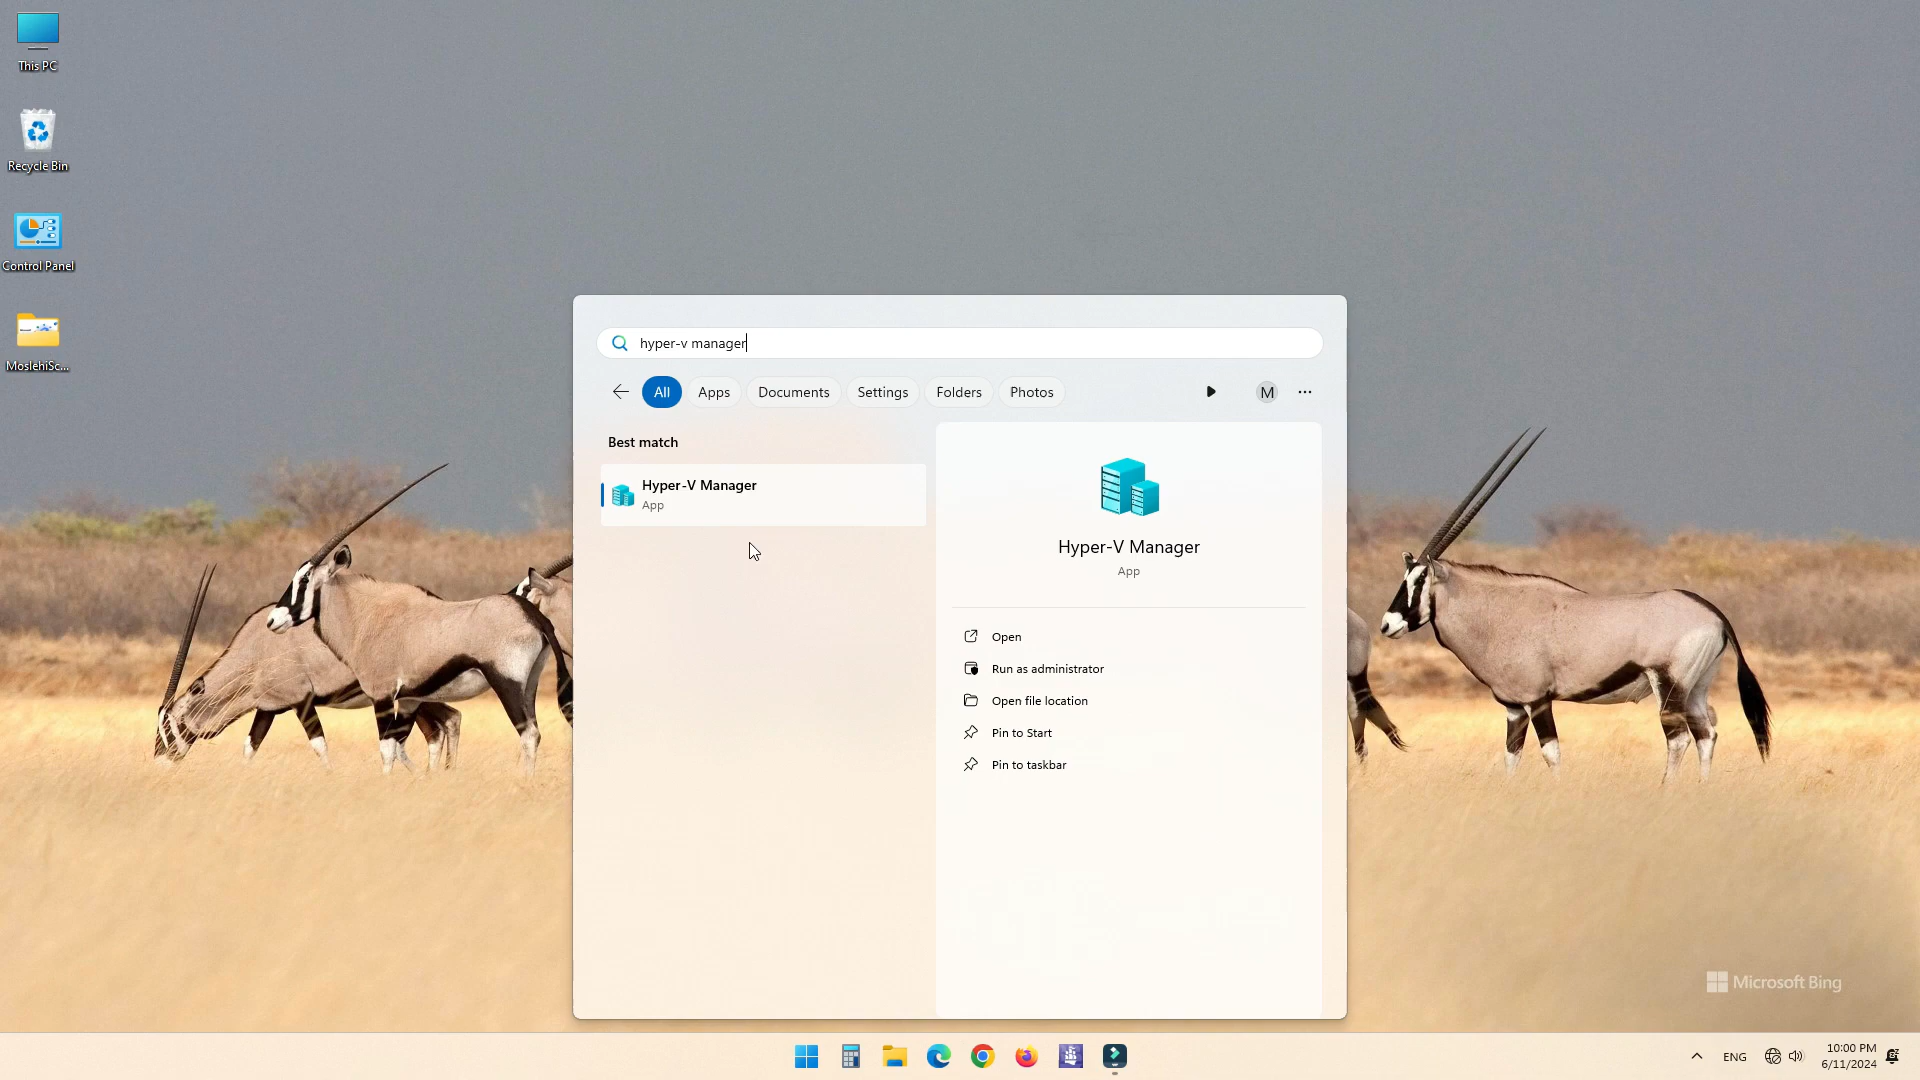 This PC
Recycle Bin
Control Panel
MoslehiSc...
hyper-v manager
All
Apps
Documents
Settings
Folders
Photos
M
Best match
Hyper-V Manager
App
Hyper-V Manager
App
Open
Run as administrator
Open file location
Pin to Start
Pin to taskbar
Microsoft Bing
ENG
10:00 PM
6/11/2024